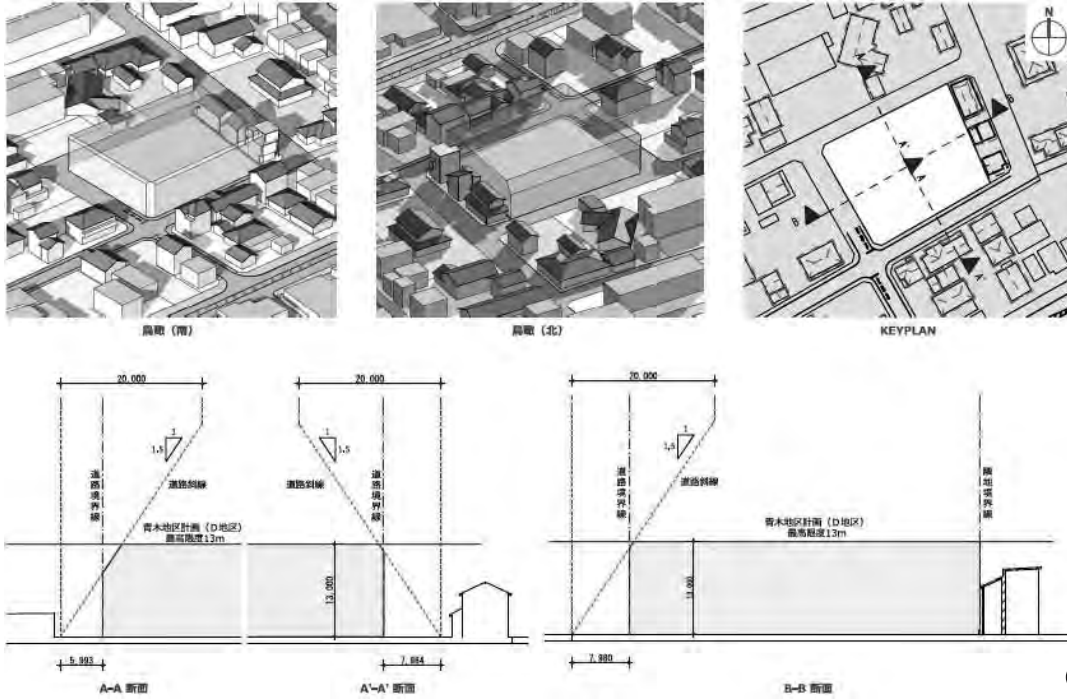 N
A
A'
B
B
A
A'
鳥瞰（南）
鳥瞰（北）
KEYPLAN
20,000
20,000
20,000
1
1.5
1
1.5
1
1.5
道路境界線
道路斜線
道路斜線
道路境界線
道路境界線
道路斜線
隣地境界線
青木地区計画（D地区）
最高限度13m
青木地区計画（D地区）
最高限度13m
13,000
13,000
5,993
7,984
7,980
A-A 断面
A'-A' 断面
B-B 断面